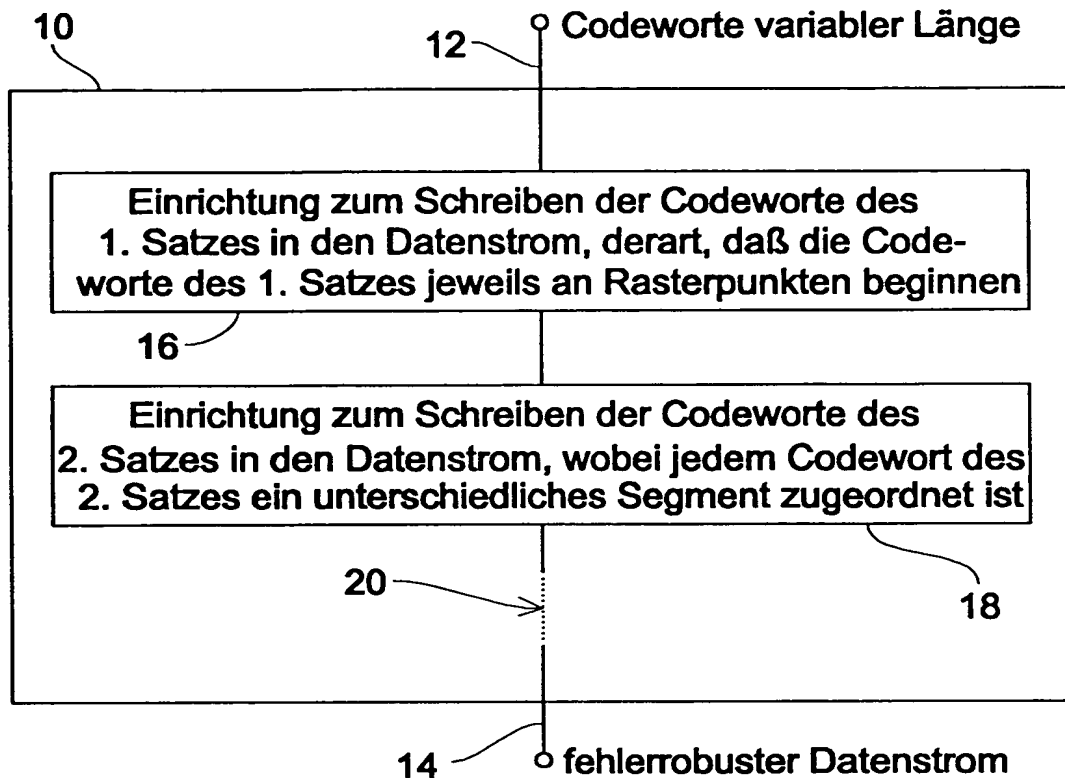 10
12
Codeworte variabler Länge
Einrichtung zum Schreiben der Codeworte des
1. Satzes in den Datenstrom, derart, daß die Code-
worte des 1. Satzes jeweils an Rasterpunkten beginnen
16
Einrichtung zum Schreiben der Codeworte des
2. Satzes in den Datenstrom, wobei jedem Codewort des
2. Satzes ein unterschiedliches Segment zugeordnet ist
20
18
14
fehlerrobuster Datenstrom